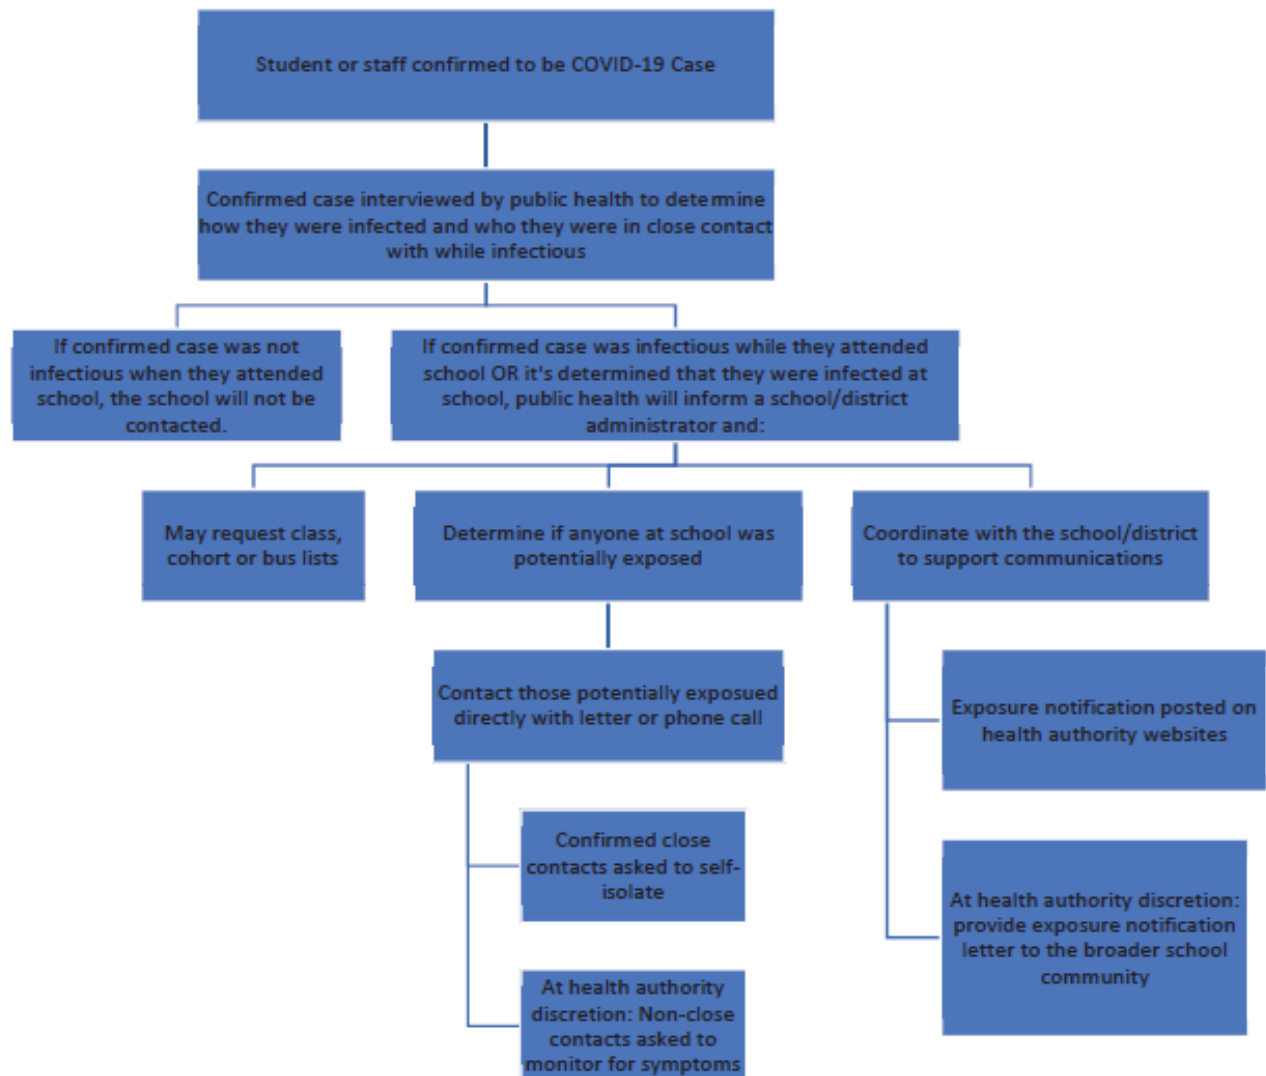 Student or staff confirmed to be COVID-19 Case
Confirmed case interviewed by public health to determine
how they were infected and who they were in close contact
with while infectious
If confirmed case was not
infectious when they attended
school, the school will not be
contacted.
If confirmed case was infectious while they attended
school OR it's determined that they were infected at
school, public health will inform a school/district
administrator and:
May request class,
cohort or bus lists
Determine if anyone at school was
potentially exposed
Coordinate with the school/district
to support communications
Contact those potentially exposued
directly with letter or phone call
Confirmed close
contacts asked to self-
isolate
At health authority
discretion: Non-close
contacts asked to
monitor for symptoms
Exposure notification posted on
health authority websites
At health authority discretion:
provide exposure notification
letter to the broader school
community